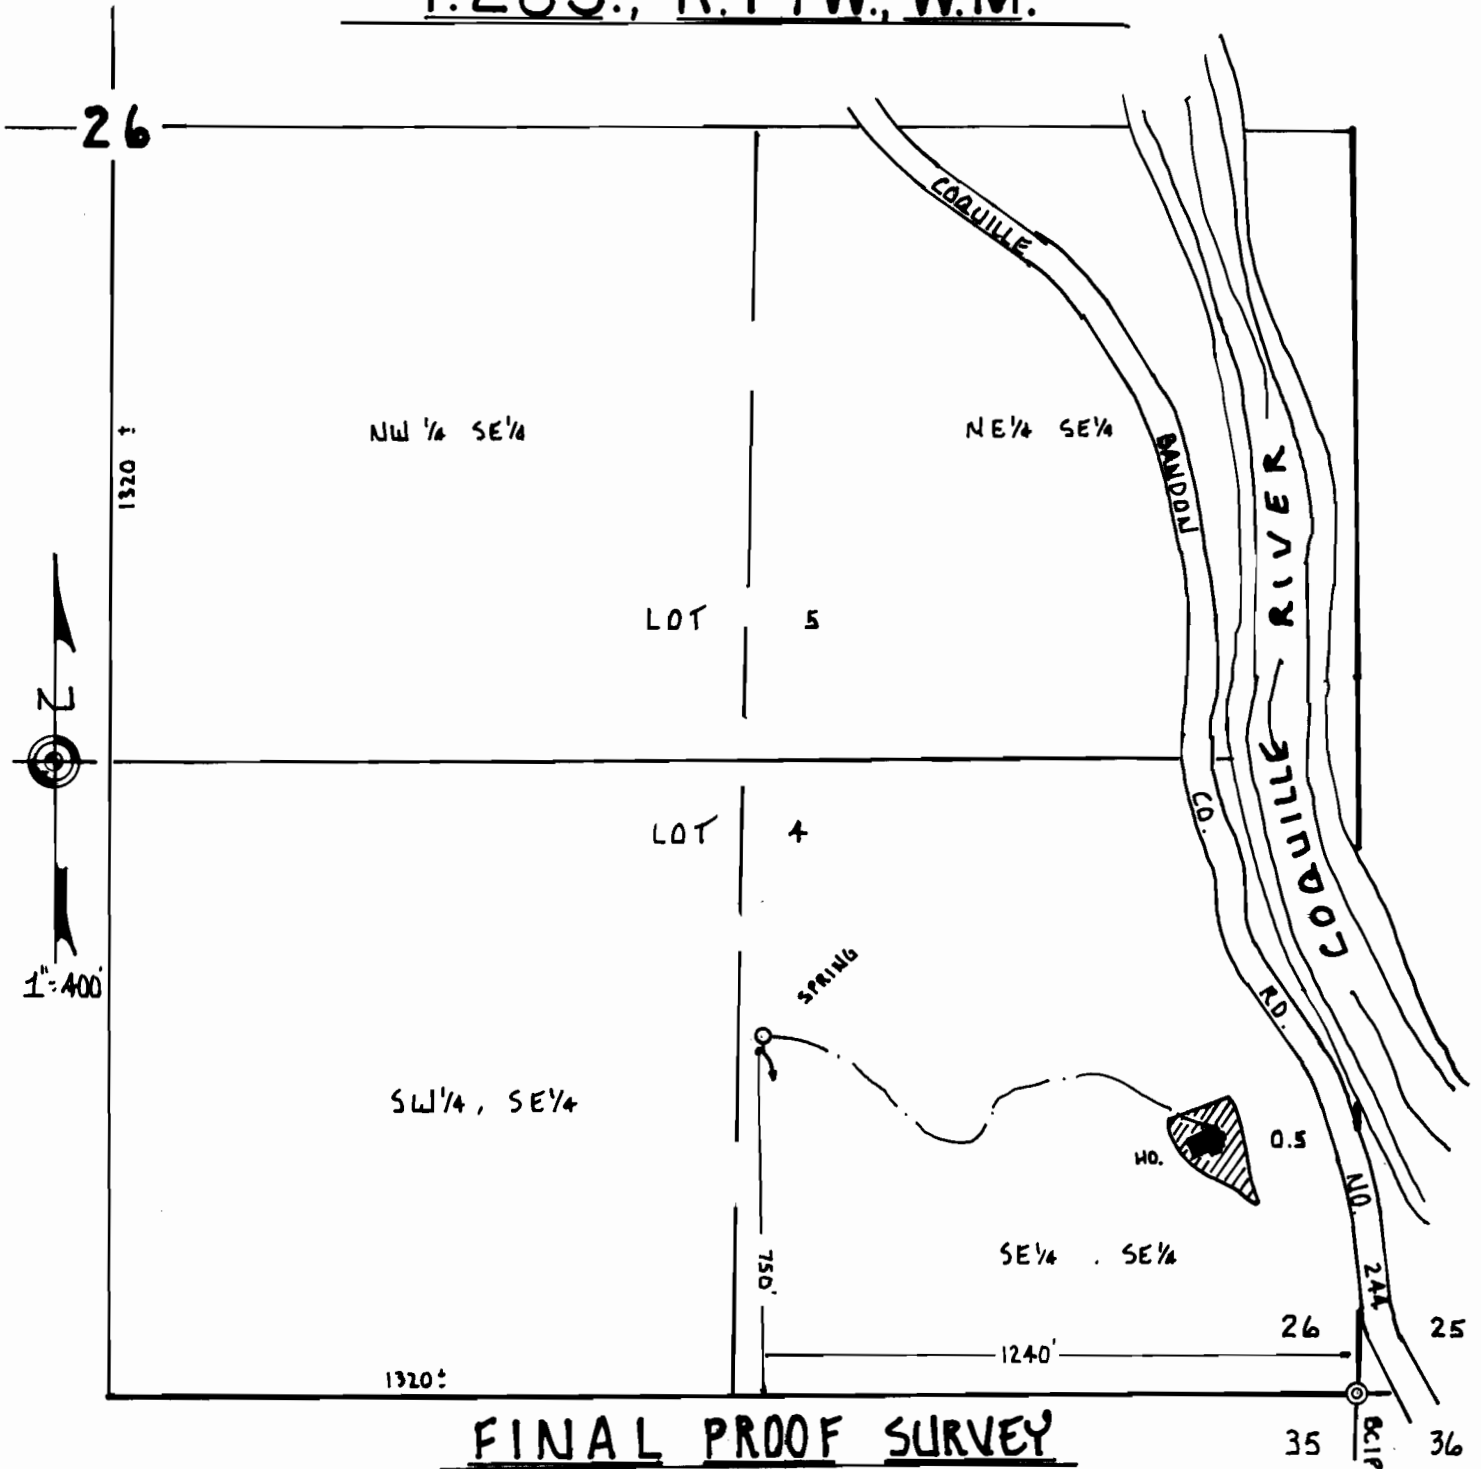 26
COQUILLE
NW 1/4 SE 1/4
NE 1/4 SE 1/4
1320 ±
BANDON
RIVER
LOT 5
N
COQUILLE
CO.
LOT 4
1"=400'
SPRING
RD.
SW 1/4, SE 1/4
0.5
HO.
NO.
SE 1/4 . SE 1/4
750'
24A
26 25
1240'
1320 ±
FINAL PROOF SURVEY
35 36